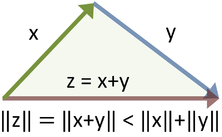 x y
z = x+y
||z|| = ||x+y|| < ||x||+||y||